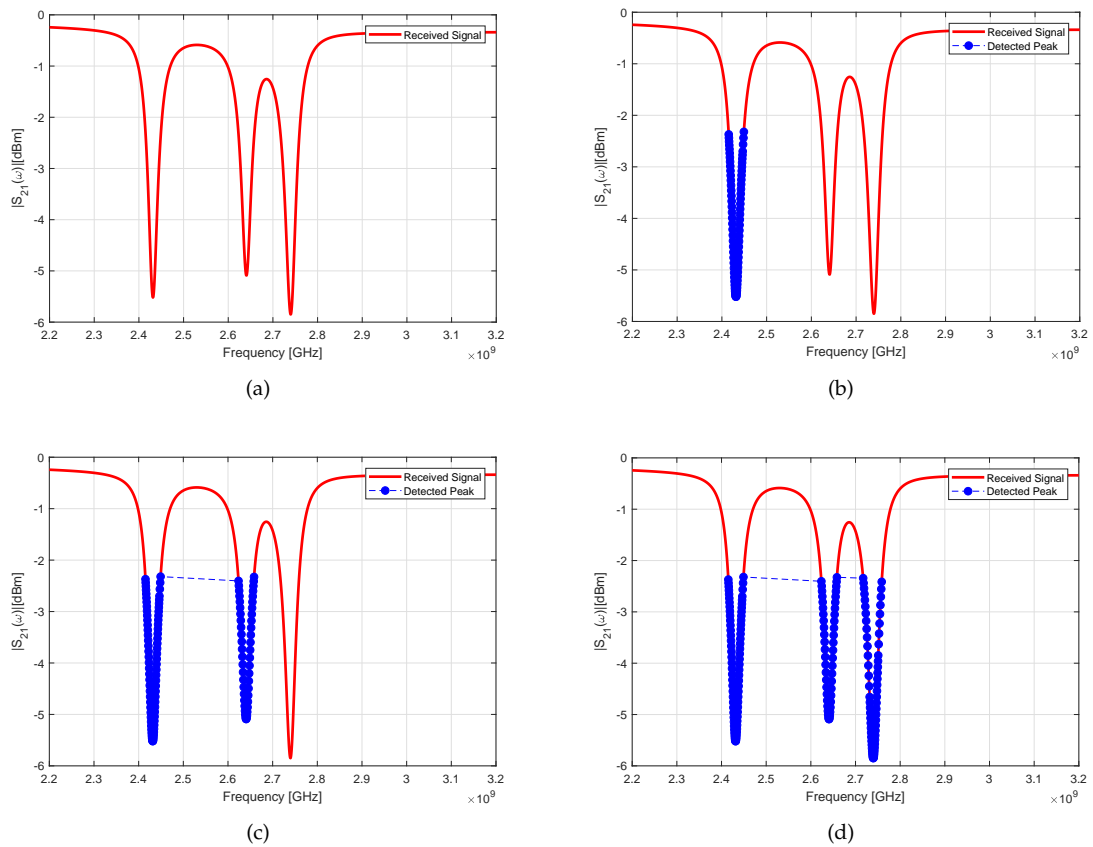 0
-1
-2
-3
-4
-5
-6
|S21(ω)|[dBm]
Received Signal
2.2 2.3 2.4 2.5 2.6 2.7 2.8 2.9 3 3.1 3.2
Frequency [GHz]
×10^9
(a)
0
-1
-2
-3
-4
-5
-6
|S21(ω)|[dBm]
Received Signal
Detected Peak
2.2 2.3 2.4 2.5 2.6 2.7 2.8 2.9 3 3.1 3.2
Frequency [GHz]
×10^9
(b)
0
-1
-2
-3
-4
-5
-6
|S21(ω)|[dBm]
Received Signal
Detected Peak
2.2 2.3 2.4 2.5 2.6 2.7 2.8 2.9 3 3.1 3.2
Frequency [GHz]
×10^9
(c)
0
-1
-2
-3
-4
-5
-6
|S21(ω)|[dBm]
Received Signal
Detected Peak
2.2 2.3 2.4 2.5 2.6 2.7 2.8 2.9 3 3.1 3.2
Frequency [GHz]
×10^9
(d)